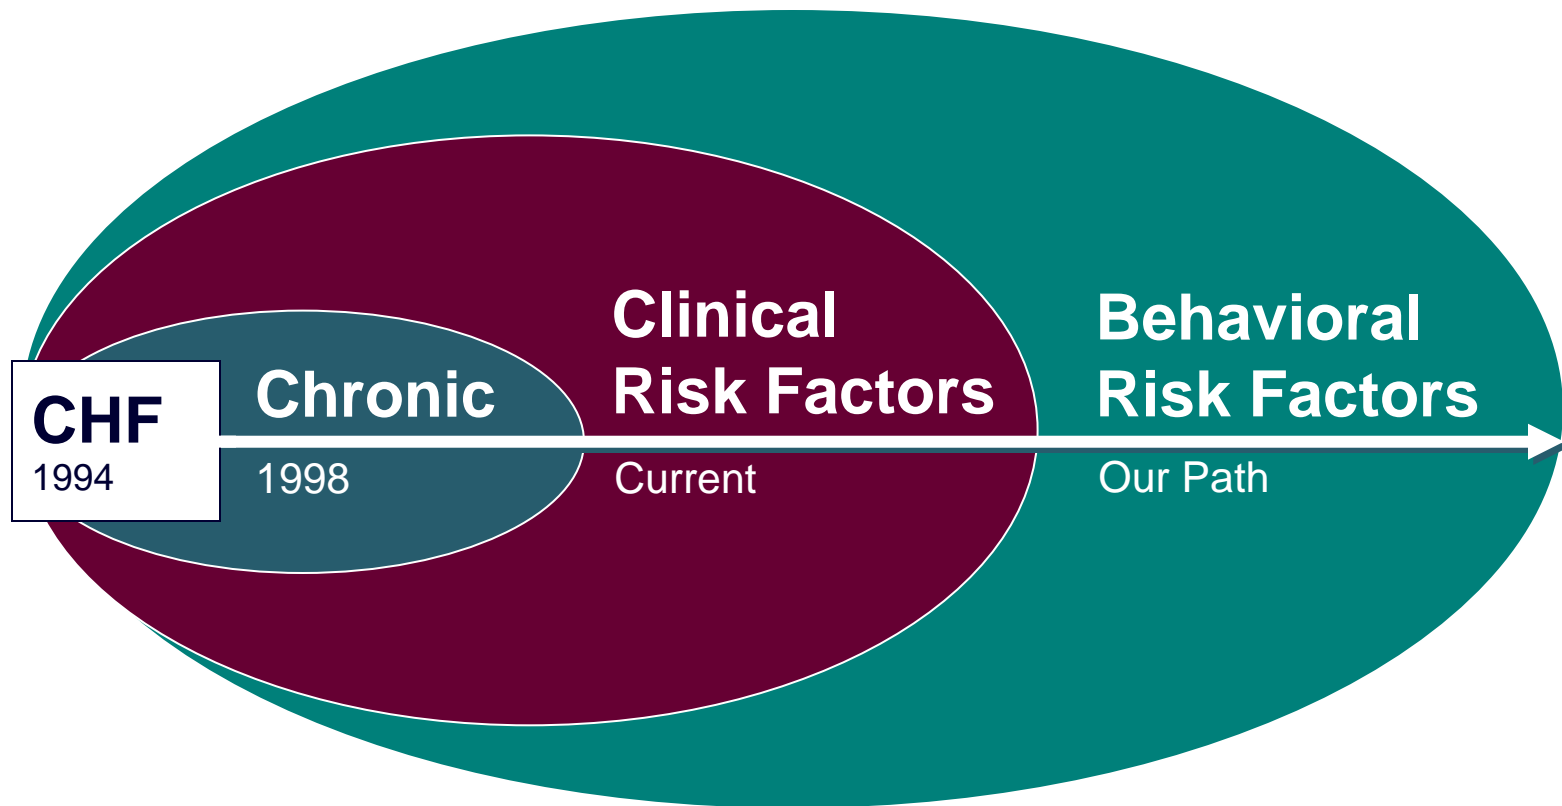 CHF
1994
Chronic
1998
Clinical
Risk Factors
Current
Behavioral
Risk Factors
Our Path